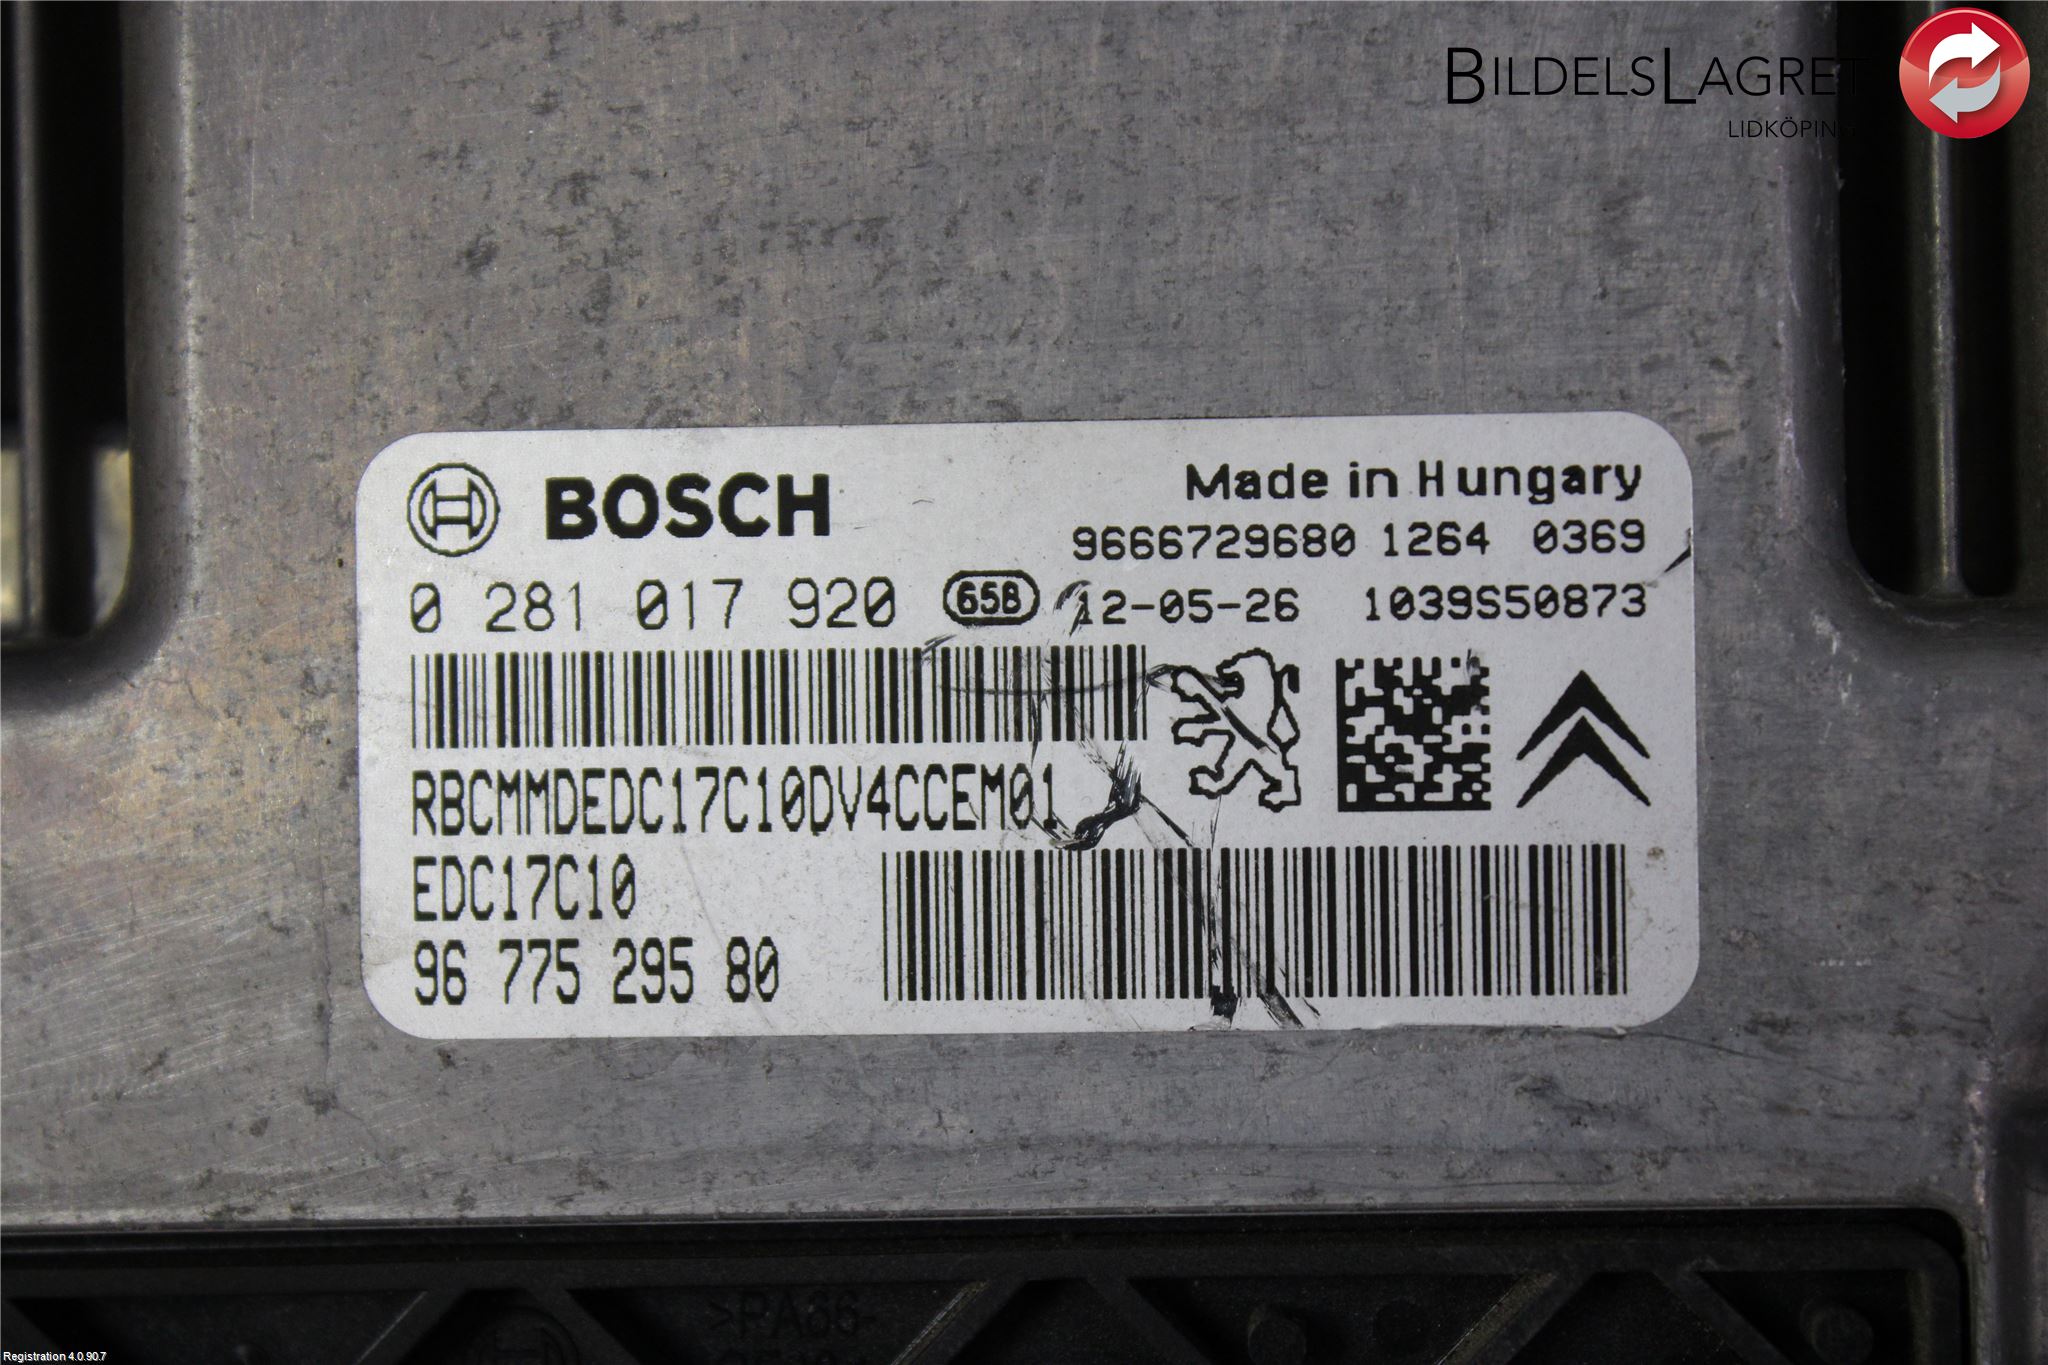 BILDELSLAGRET
LIDKÖPING
BOSCH
Made in Hungary
9666729680 1264 0369
0 281 017 920 65B 12-05-26 1039S50873
RBCMMDEDC17C10DV4CCEM01
EDC17C10
96 775 295 80
>PA66-
Registration 4.0.90.7